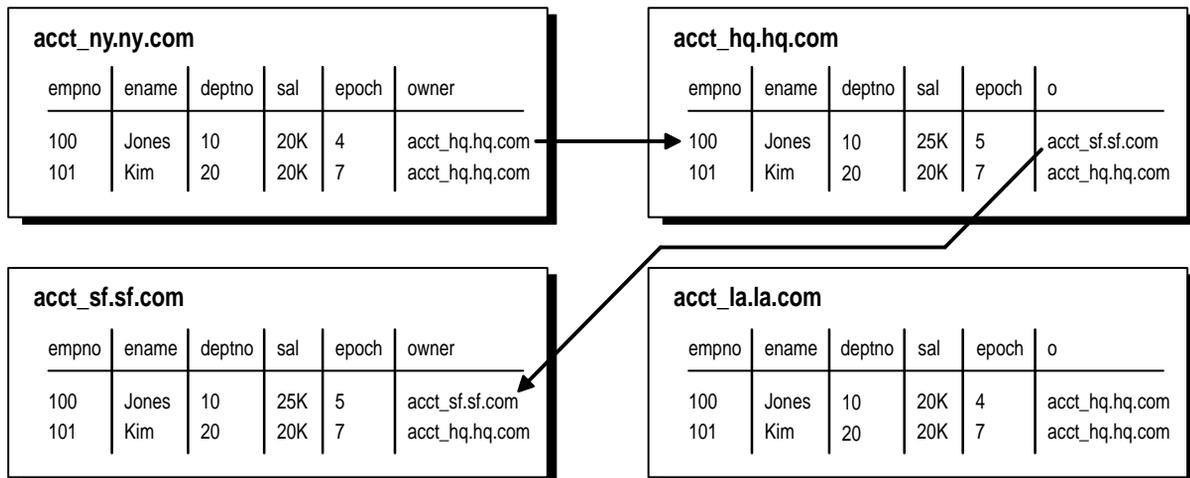 acct_ny.ny.com
empno ename deptno sal epoch owner
100 Jones 10 20K 4 acct_hq.hq.com
101 Kim 20 20K 7 acct_hq.hq.com
acct_hq.hq.com
empno ename deptno sal epoch o
100 Jones 10 25K 5 acct_sf.sf.com
101 Kim 20 20K 7 acct_hq.hq.com
acct_sf.sf.com
empno ename deptno sal epoch owner
100 Jones 10 25K 5 acct_sf.sf.com
101 Kim 20 20K 7 acct_hq.hq.com
acct_la.la.com
empno ename deptno sal epoch o
100 Jones 10 20K 4 acct_hq.hq.com
101 Kim 20 20K 7 acct_hq.hq.com